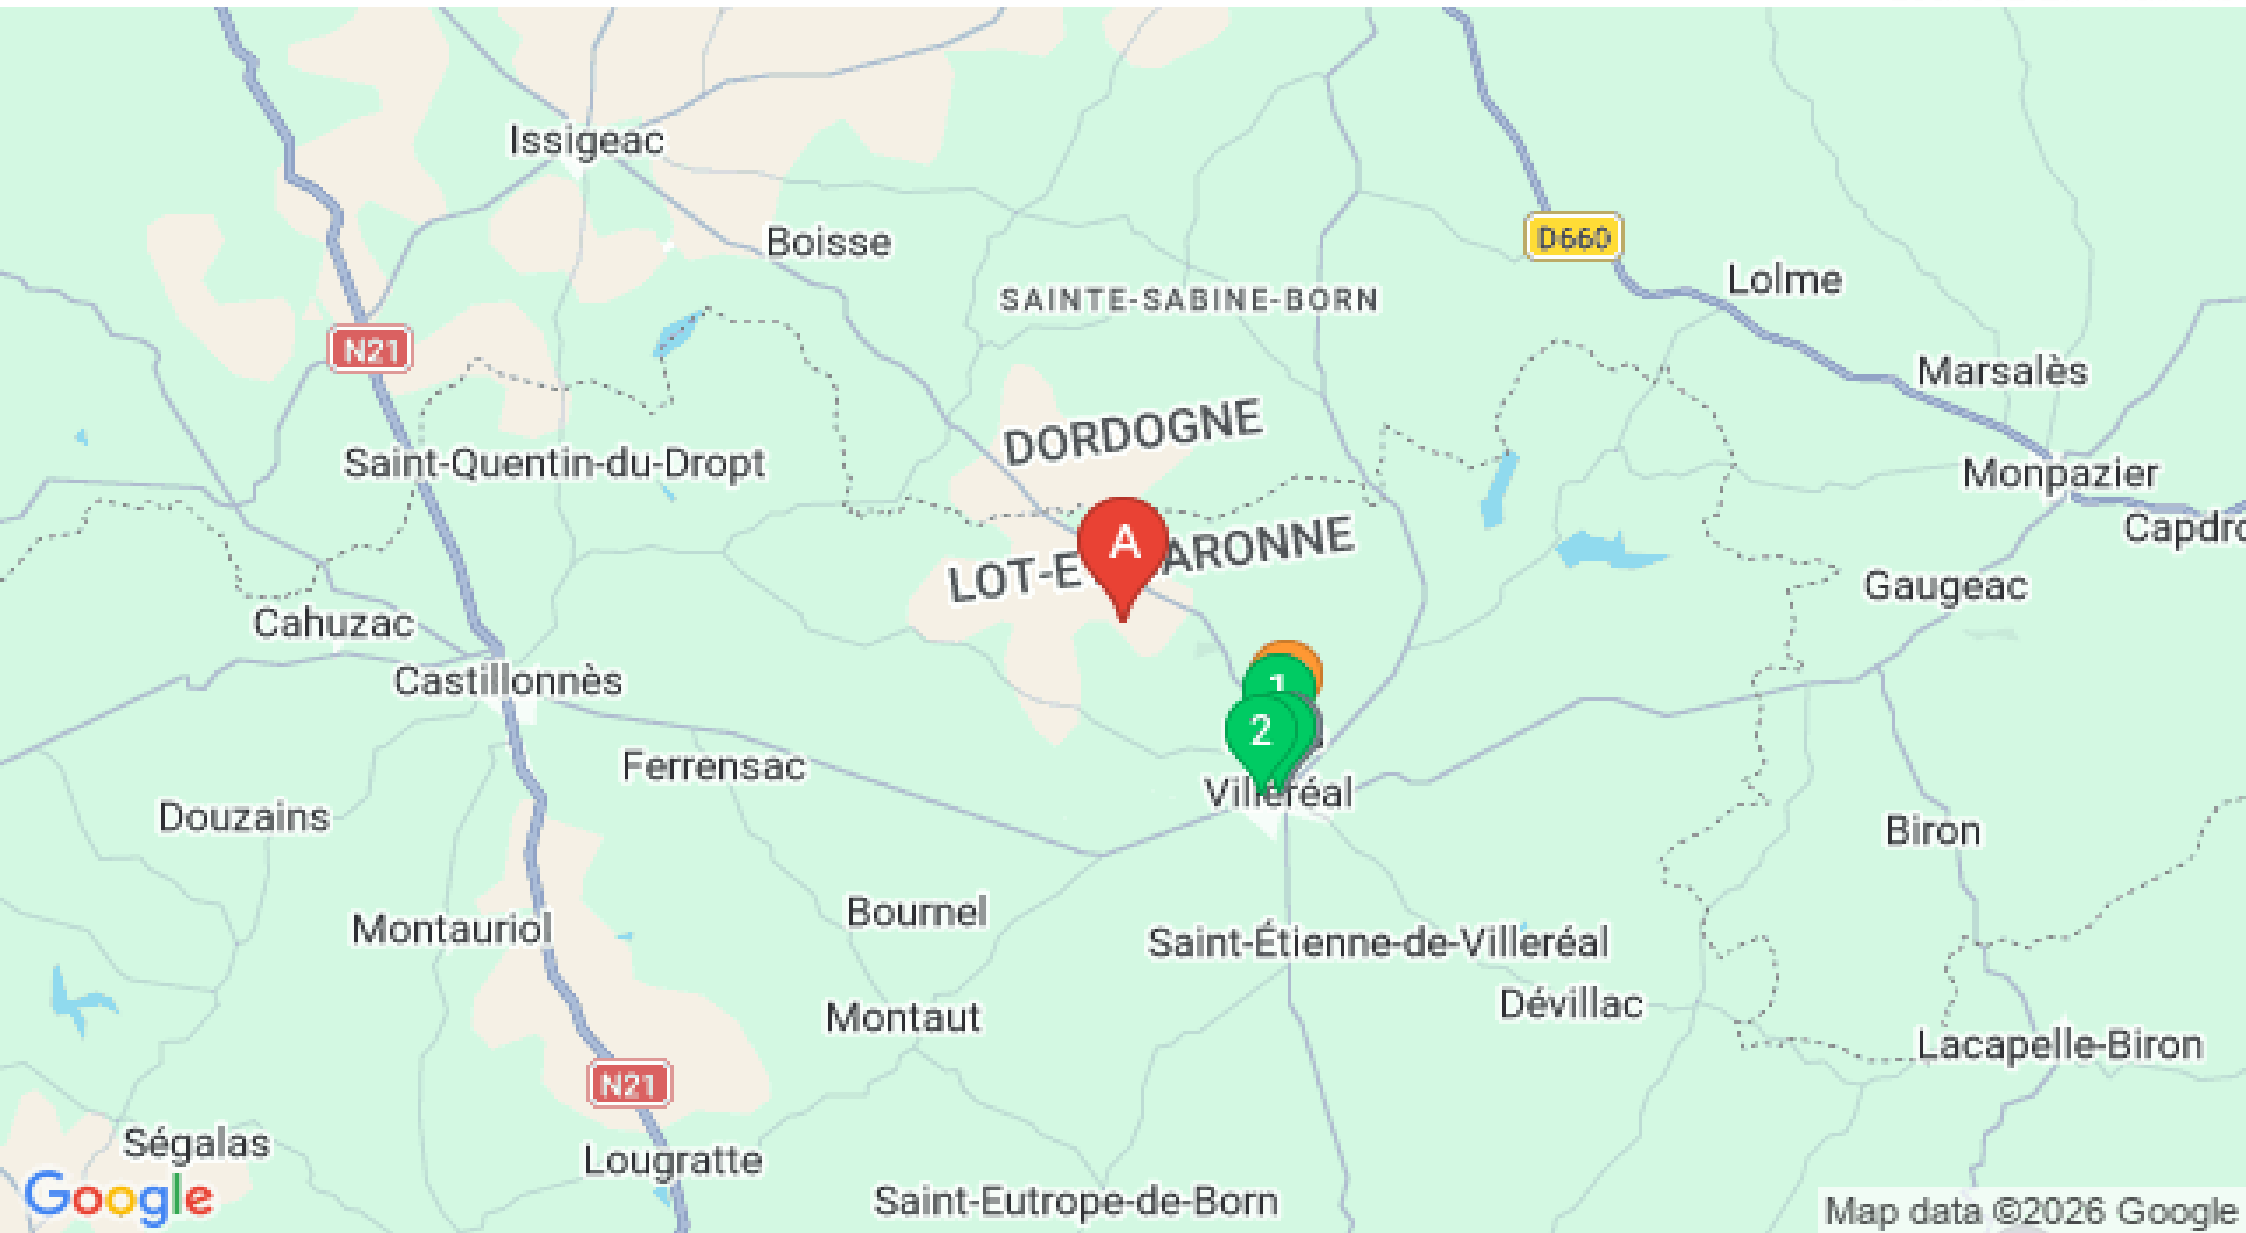 Issigeac
Boisse
D660
Lolme
SAINTE-SABINE-BORN
N21
Marsalès
DORDOGNE
Saint-Quentin-du-Dropt
Monpazier
Capdro
A
LOT-E ARONNE
Gaugeac
Cahuzac
Castillonnès
1
2
Ferrensac
Villeréal
Douzains
Biron
Bournel
Montauriol
Saint-Étienne-de-Villeréal
Dévillac
Montaut
Lacapelle-Biron
N21
Ségalas
Lougratte
Saint-Eutrope-de-Born
Google
Map data ©2026 Google